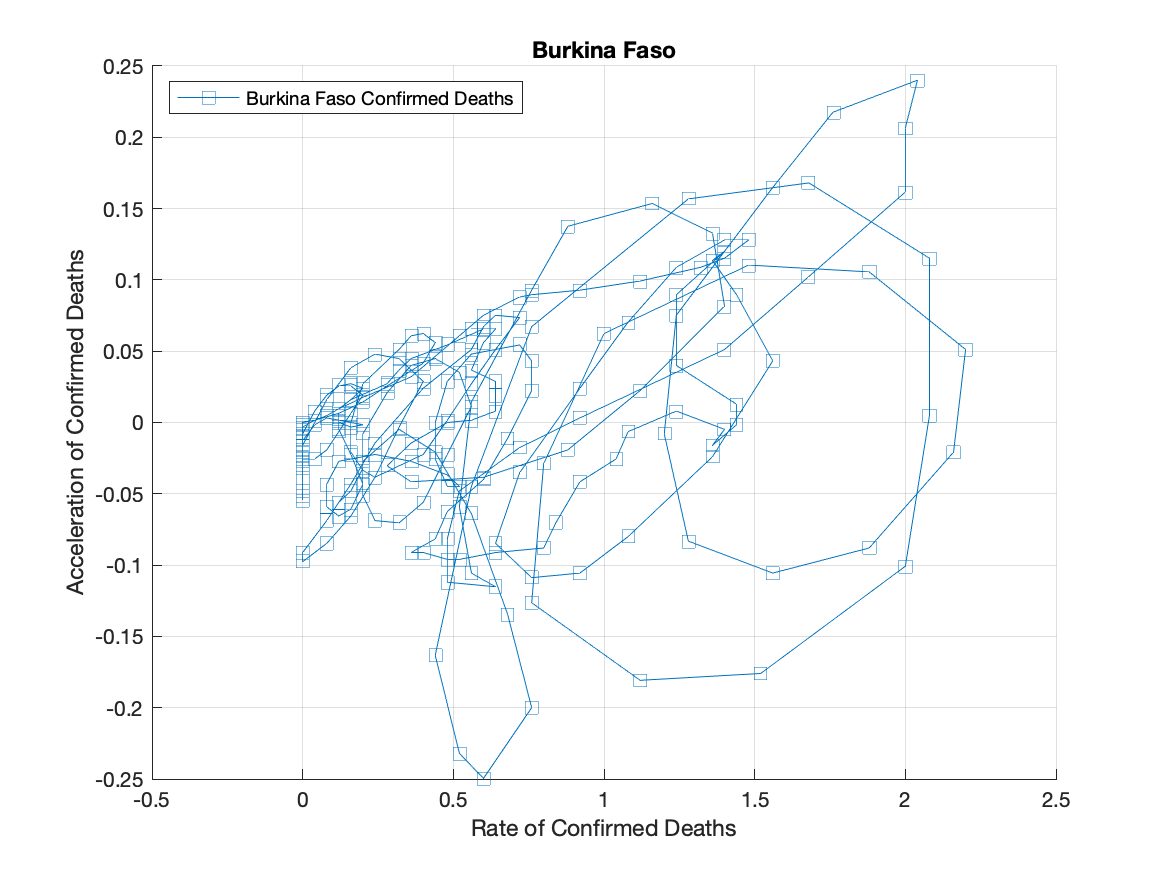 Burkina Faso
Burkina Faso Confirmed Deaths
0.25
0.2
0.15
0.1
0.05
0
-0.05
-0.1
-0.15
-0.2
-0.25
Acceleration of Confirmed Deaths
-0.5 0 0.5 1 1.5 2 2.5
Rate of Confirmed Deaths